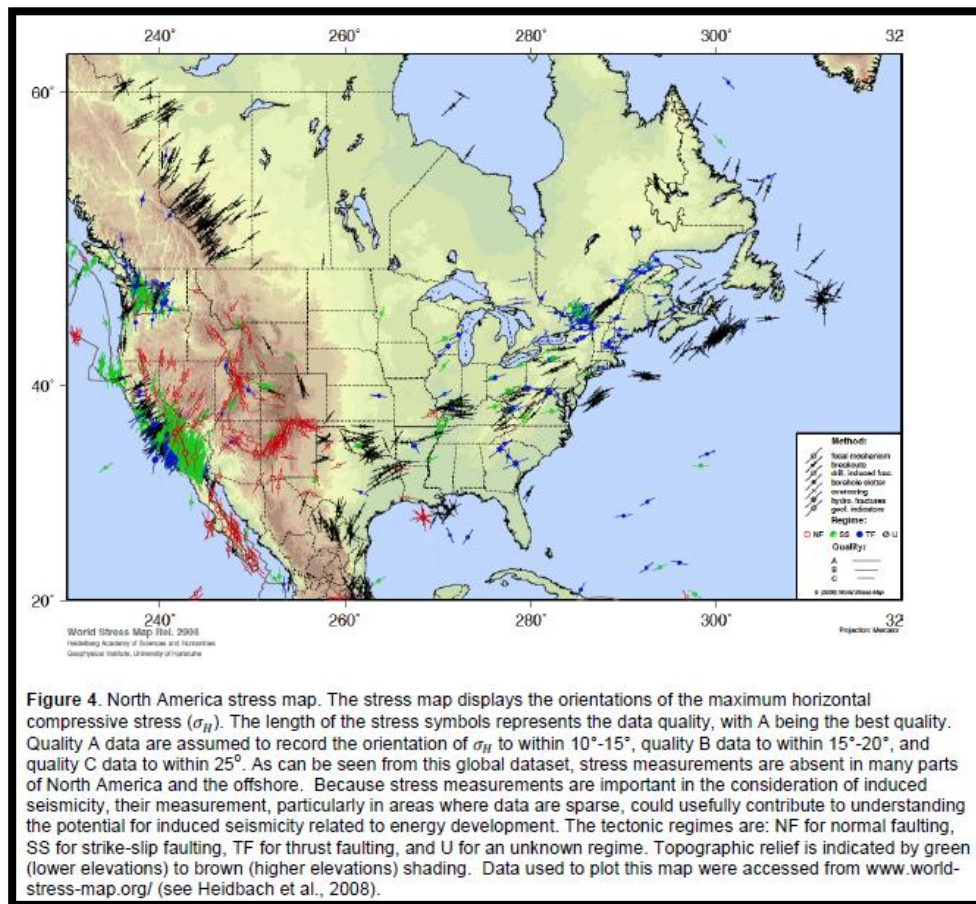 240° 260° 280° 300° 32
60°
40°
20°
Method:
focal mechanism
breakouts
drill. induced frac.
borehole slotter
overcoring
hydro. fractures
geol. indicators
Regime:
NF SS TF U
Quality:
A
B
C
© (2008) World Stress Map
240° 260° 280° 300° 32
World Stress Map Rel. 2008
Heidelberg Academy of Sciences and Humanities
Geophysical Institute, University of Karlsruhe
Projection: Mercator
Figure 4. North America stress map. The stress map displays the orientations of the maximum horizontal
compressive stress (σH). The length of the stress symbols represents the data quality, with A being the best quality.
Quality A data are assumed to record the orientation of σH to within 10°-15°, quality B data to within 15°-20°, and
quality C data to within 25°. As can be seen from this global dataset, stress measurements are absent in many parts
of North America and the offshore. Because stress measurements are important in the consideration of induced
seismicity, their measurement, particularly in areas where data are sparse, could usefully contribute to understanding
the potential for induced seismicity related to energy development. The tectonic regimes are: NF for normal faulting,
SS for strike-slip faulting, TF for thrust faulting, and U for an unknown regime. Topographic relief is indicated by green
(lower elevations) to brown (higher elevations) shading. Data used to plot this map were accessed from www.world-
stress-map.org/ (see Heidbach et al., 2008).